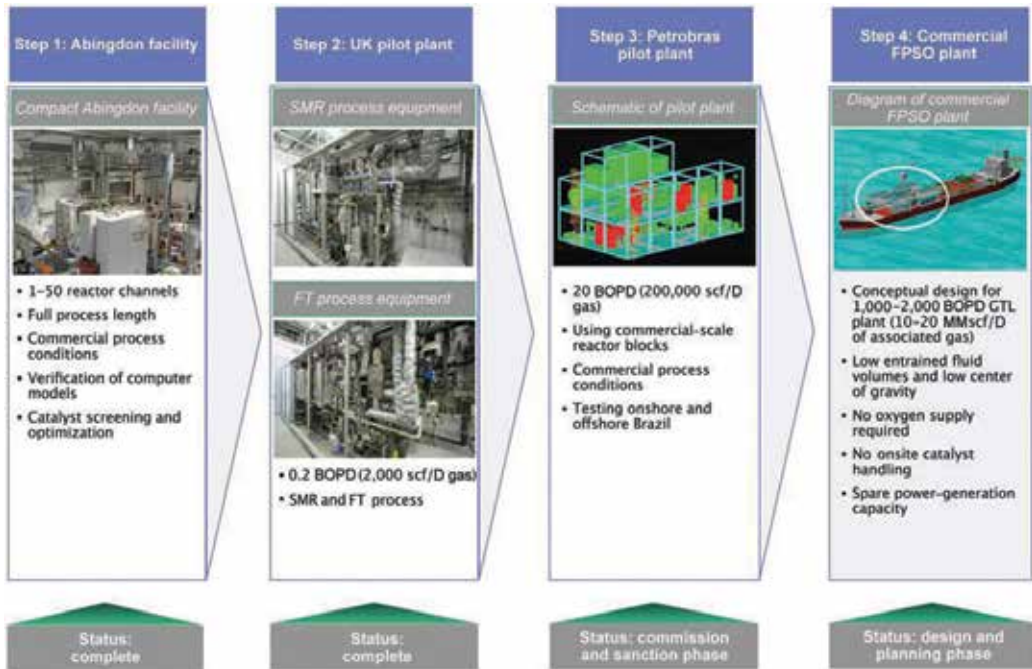 Step 1: Abingdon facility
Compact Abingdon facility
• 1–50 reactor channels
• Full process length
• Commercial process
conditions
• Verification of computer
models
• Catalyst screening and
optimization
Status:
complete
Step 2: UK pilot plant
SMR process equipment
FT process equipment
• 0.2 BOPD (2,000 scf/D gas)
• SMR and FT process
Status:
complete
Step 3: Petrobras
pilot plant
Schematic of pilot plant
• 20 BOPD (200,000 scf/D
gas)
• Using commercial-scale
reactor blocks
• Commercial process
conditions
• Testing onshore and
offshore Brazil
Status: commission
and sanction phase
Step 4: Commercial
FPSO plant
Diagram of commercial
FPSO plant
• Conceptual design for
1,000–2,000 BOPD GTL
plant (10–20 MMscf/D
of associated gas)
• Low entrained fluid
volumes and low center
of gravity
• No oxygen supply
required
• No onsite catalyst
handling
• Spare power-generation
capacity
Status: design and
planning phase